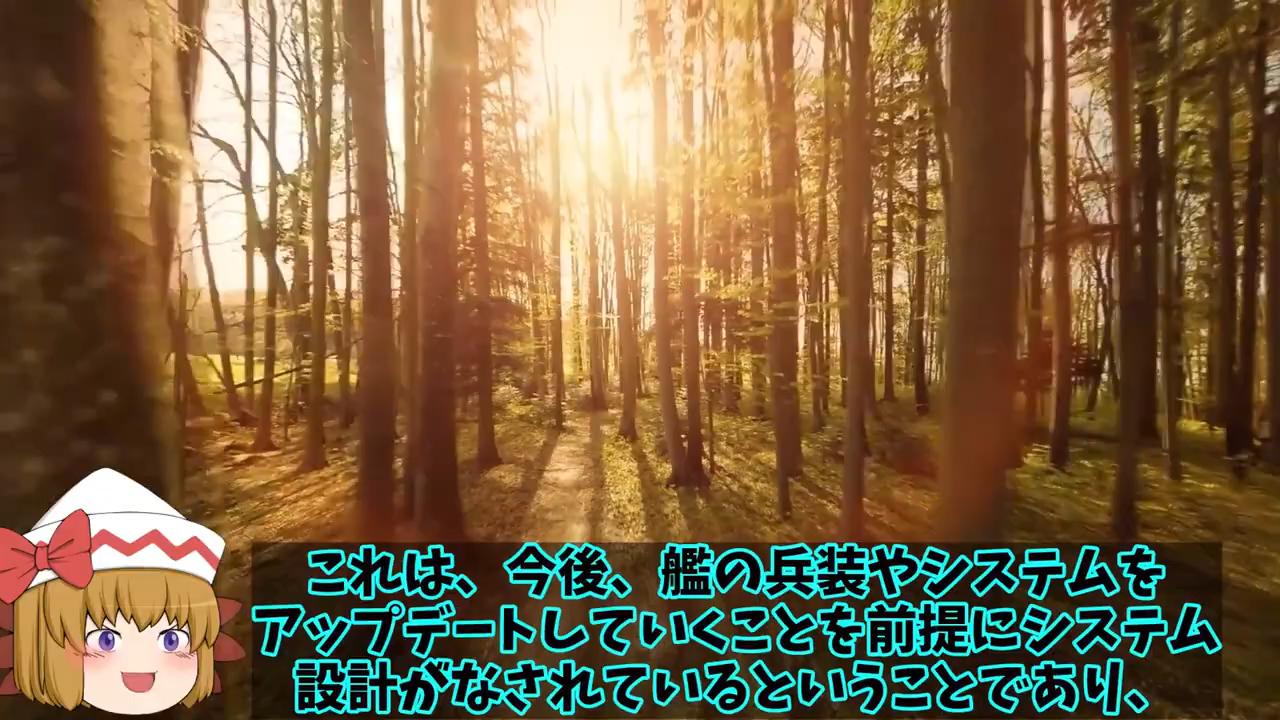 これは、今後、艦の兵装やシステムを
アップデートしていくことを前提にシステム
設計がなされているということであり、